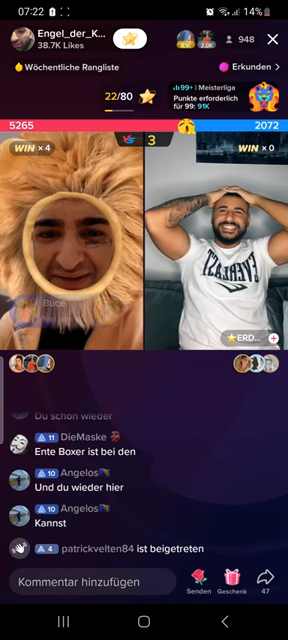 07:22
14%
Engel_der_K...
38.7K Likes
948
Wöchentliche Rangliste
Erkunden >
22/80
99+ | Meisterliga
Punkte erforderlich
für 99: 91K
5265
2072
WIN × 4
VS 3
WIN × 0
EVERLAST
Buce
ERD...
Du schon wieder
11 DieMaske
Ente Boxer ist bei den
10 Angelos
Und du wieder hier
10 Angelos
Kannst
4 patrickvelten84 ist beigetreten
Kommentar hinzufügen
Senden
Geschenk
47